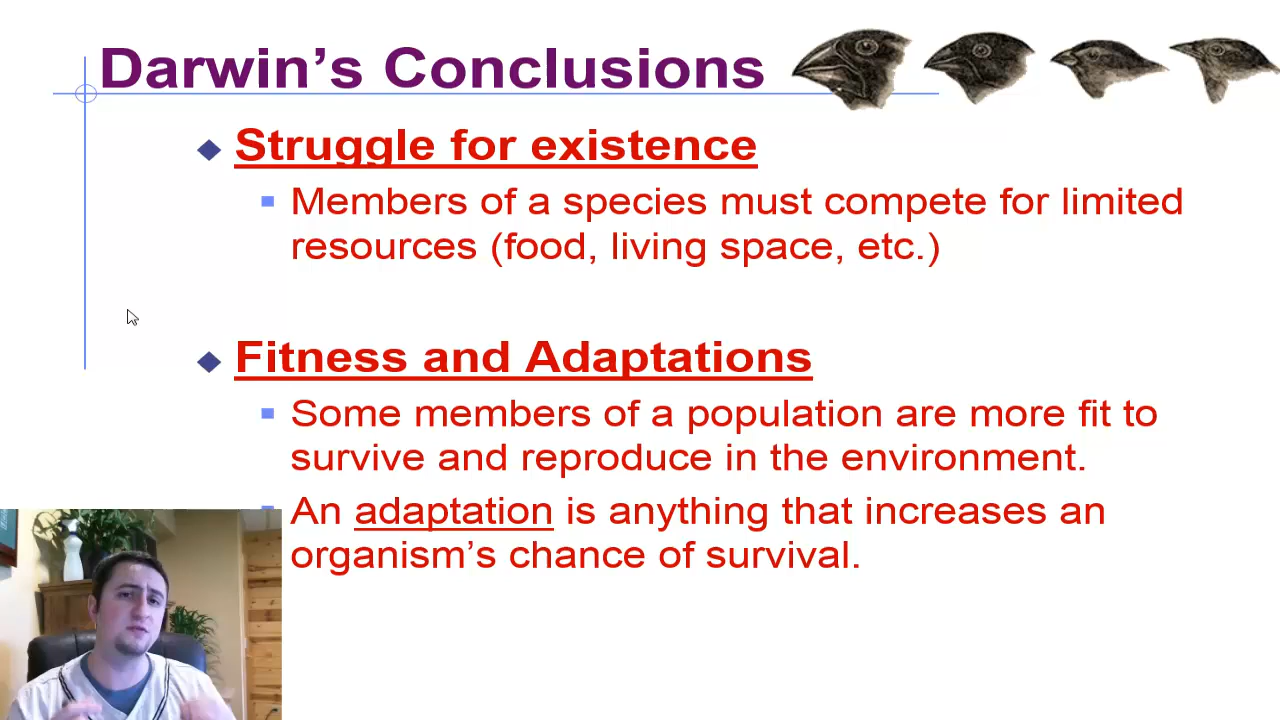 Darwin’s Conclusions
Struggle for existence
Members of a species must compete for limited
resources (food, living space, etc.)
Fitness and Adaptations
Some members of a population are more fit to
survive and reproduce in the environment.
An adaptation is anything that increases an
organism’s chance of survival.